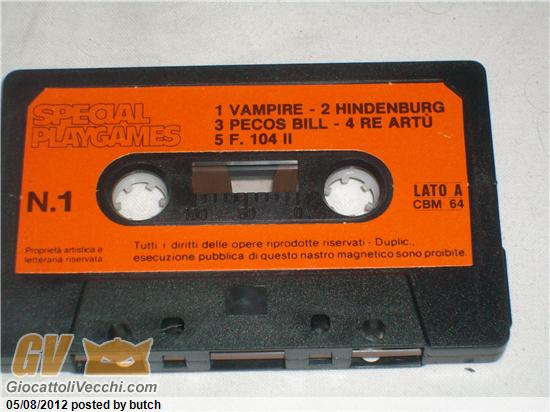 SPECIAL
PLAYGAMES
1 VAMPIRE - 2 HINDENBURG
3 PECOS BILL - 4 RE ARTÙ
5 F. 104 II
N.1
LATO A
CBM 64
100 50 0
Proprietà artistica e
letteraria riservata
Tutti i diritti delle opere riprodotte riservati - Duplic.,
esecuzione pubblica di questo nastro magnetico sono proibite.
GV
GiocattoliVecchi.com
05/08/2012 posted by butch